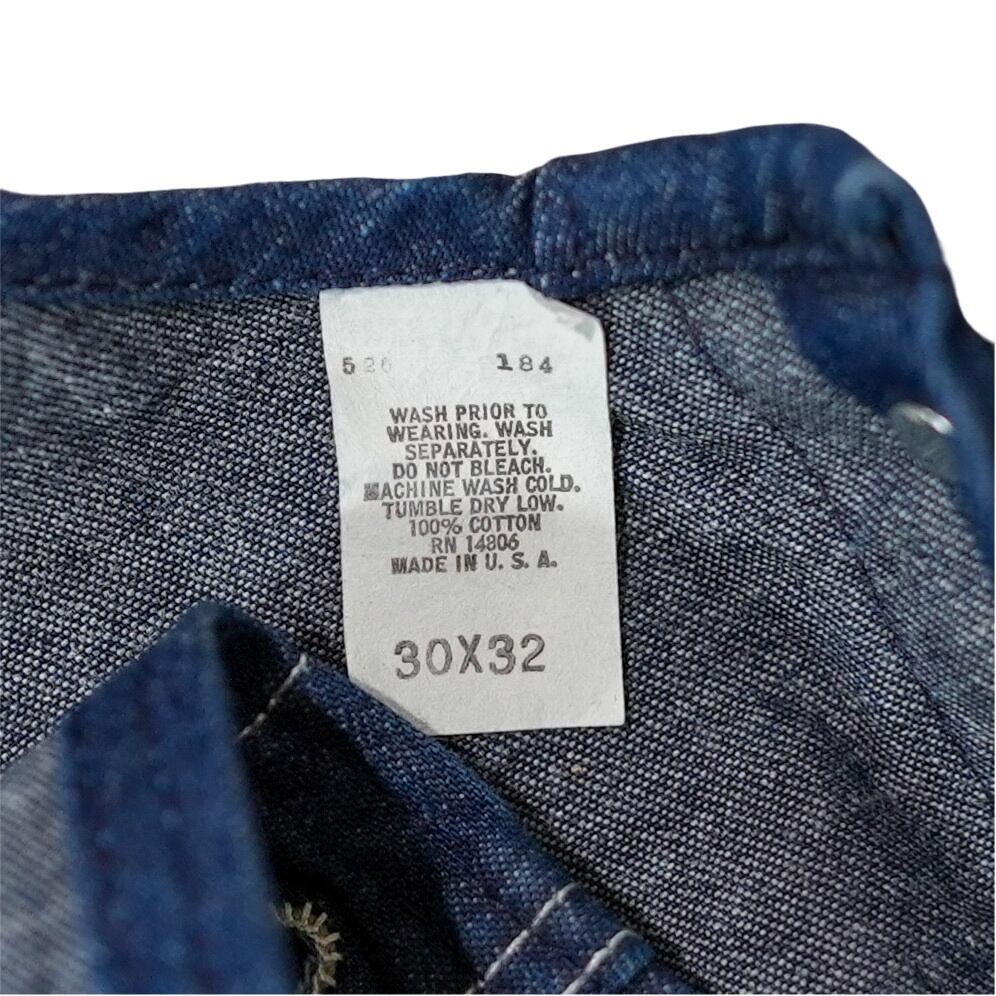 184
WASH PRIOR TO
WEARING. WASH
SEPARATELY.
DO NOT BLEACH.
MACHINE WASH COLD.
TUMBLE DRY LOW.
100% COTTON
RN 14806
MADE IN U. S. A.
30X32